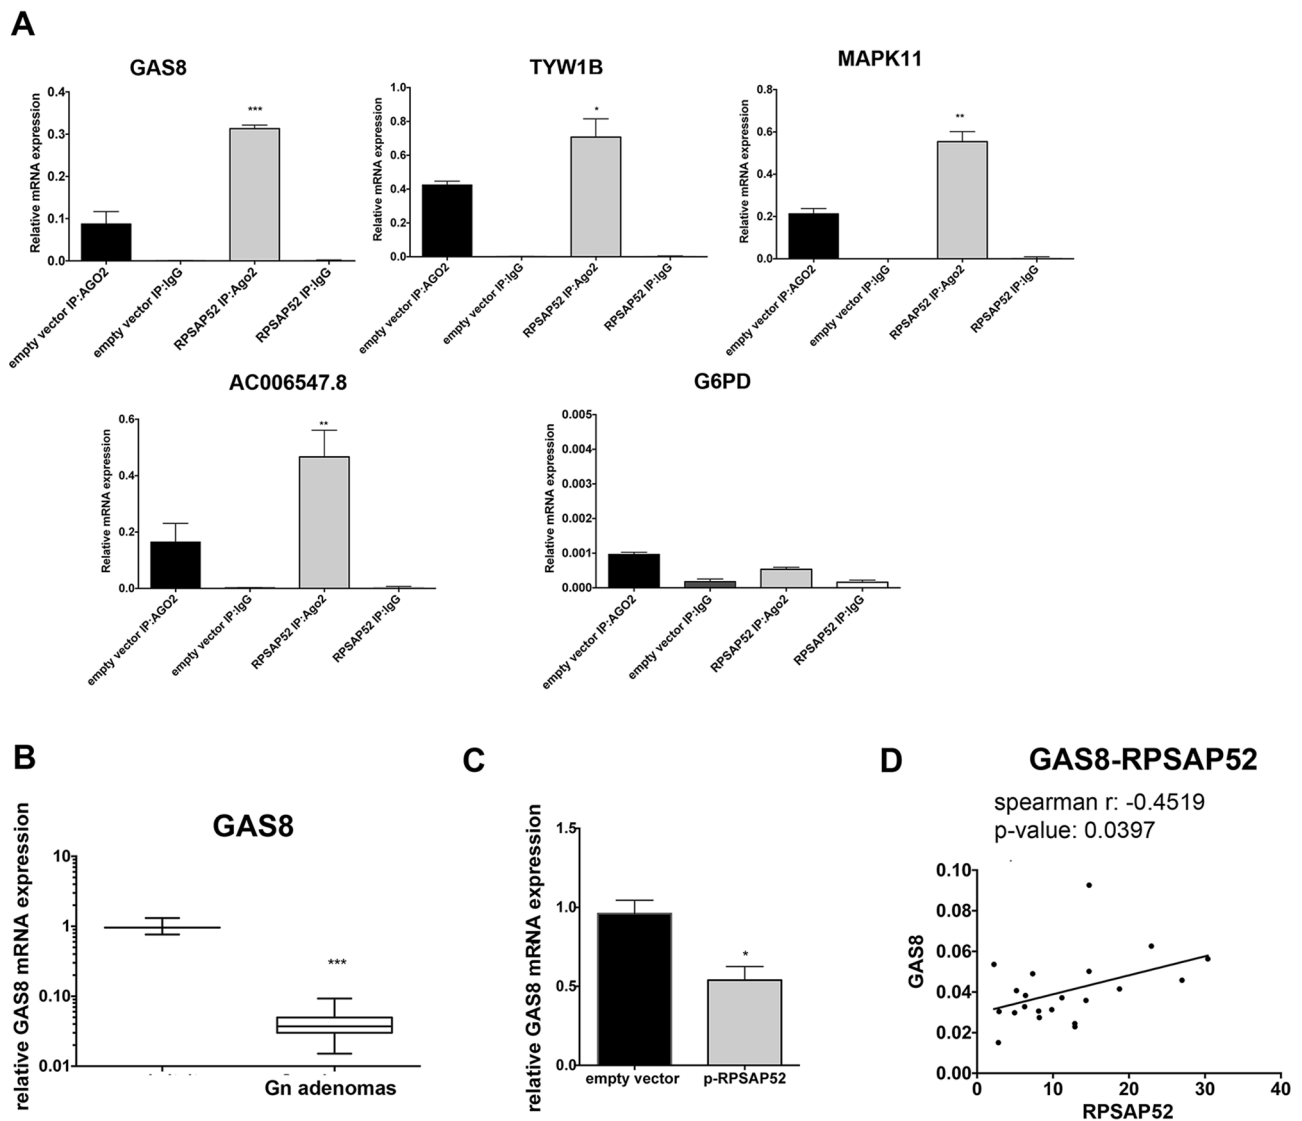 A
GAS8
Relative mRNA expression
0.4
0.3
0.2
0.1
0.0
***
empty vector IP:AGO2
empty vector IP:IgG
RPSAP52 IP:Ago2
RPSAP52 IP:IgG
TYW1B
Relative mRNA expression
1.0
0.8
0.6
0.4
0.2
0.0
*
empty vector IP:AGO2
empty vector IP:IgG
RPSAP52 IP:Ago2
RPSAP52 IP:IgG
MAPK11
Relative mRNA expression
0.8
0.6
0.4
0.2
0.0
**
empty vector IP:AGO2
empty vector IP:IgG
RPSAP52 IP:Ago2
RPSAP52 IP:IgG
AC006547.8
Relative mRNA expression
0.6
0.4
0.2
0.0
**
empty vector IP:AGO2
empty vector IP:IgG
RPSAP52 IP:Ago2
RPSAP52 IP:IgG
G6PD
Relative mRNA expression
0.005
0.004
0.003
0.002
0.001
0.000
empty vector IP:AGO2
empty vector IP:IgG
RPSAP52 IP:Ago2
RPSAP52 IP:IgG
B
GAS8
relative GAS8 mRNA expression
10
1
0.10
0.01
***
Gn adenomas
C
relative GAS8 mRNA expression
1.5
1.0
0.5
0.0
*
empty vector
p-RPSAP52
D
GAS8-RPSAP52
spearman r: -0.4519
p-value: 0.0397
GAS8
0.10
0.08
0.06
0.04
0.02
0.00
0
10
20
30
40
RPSAP52